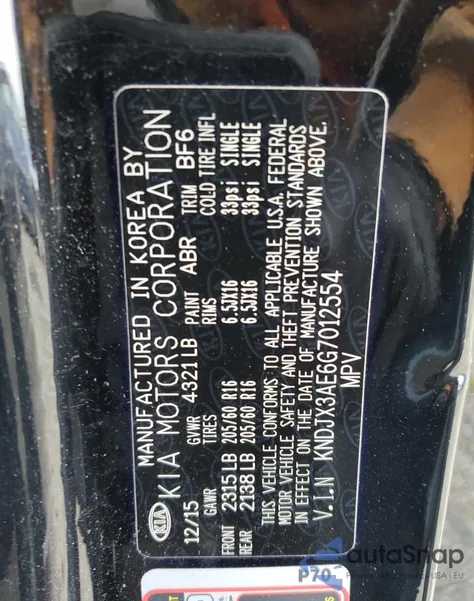 MANUFACTURED IN KOREA BY
KIA KIA MOTORS CORPORATION
12/15 GVWR 4321LB PAINT ABR TRIM BF6
GAWR TIRES RIMS COLD TIRE INFL
FRONT 2315LB 205/60 R16 6.5JX16 33psi SINGLE
REAR 2138LB 205/60 R16 6.5JX16 33psi SINGLE
THIS VEHICLE CONFORMS TO ALL APPLICABLE U.S.A. FEDERAL
MOTOR VEHICLE SAFETY AND THEFT PREVENTION STANDARDS
IN EFFECT ON THE DATE OF MANUFACTURE SHOWN ABOVE.
V.I.N KNDJX3AE6G7012554
MPV
P70
autoSnap
USA i EU